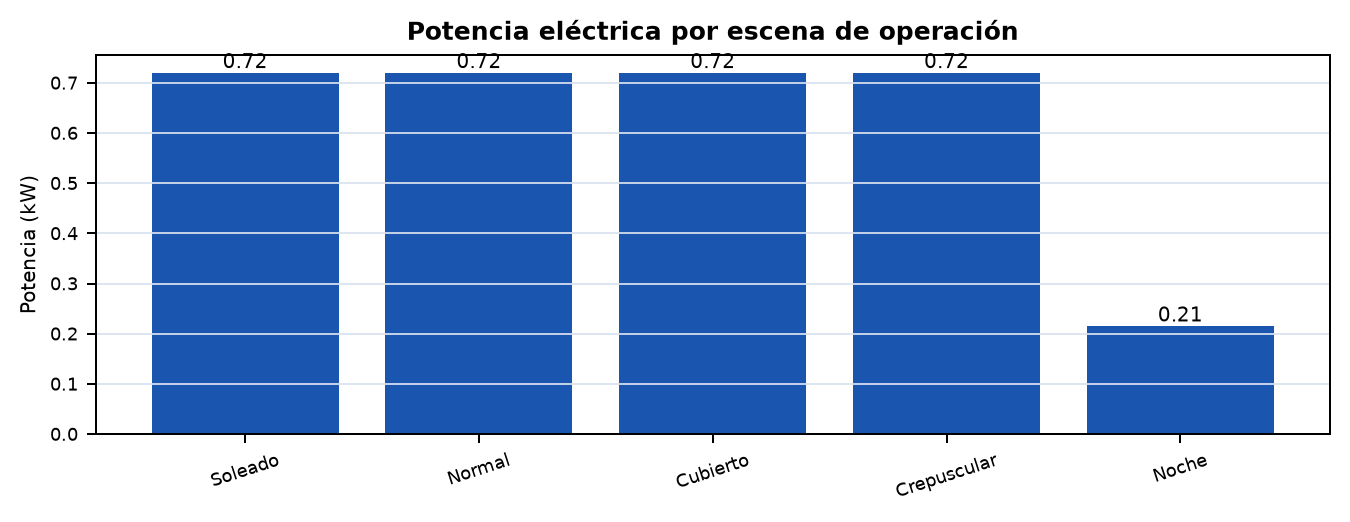 Potencia eléctrica por escena de operación
0.72 0.72 0.72 0.72 0.21
Potencia (kW)
0.7
0.6
0.5
0.4
0.3
0.2
0.1
0.0
Soleado Normal Cubierto Crepuscular Noche